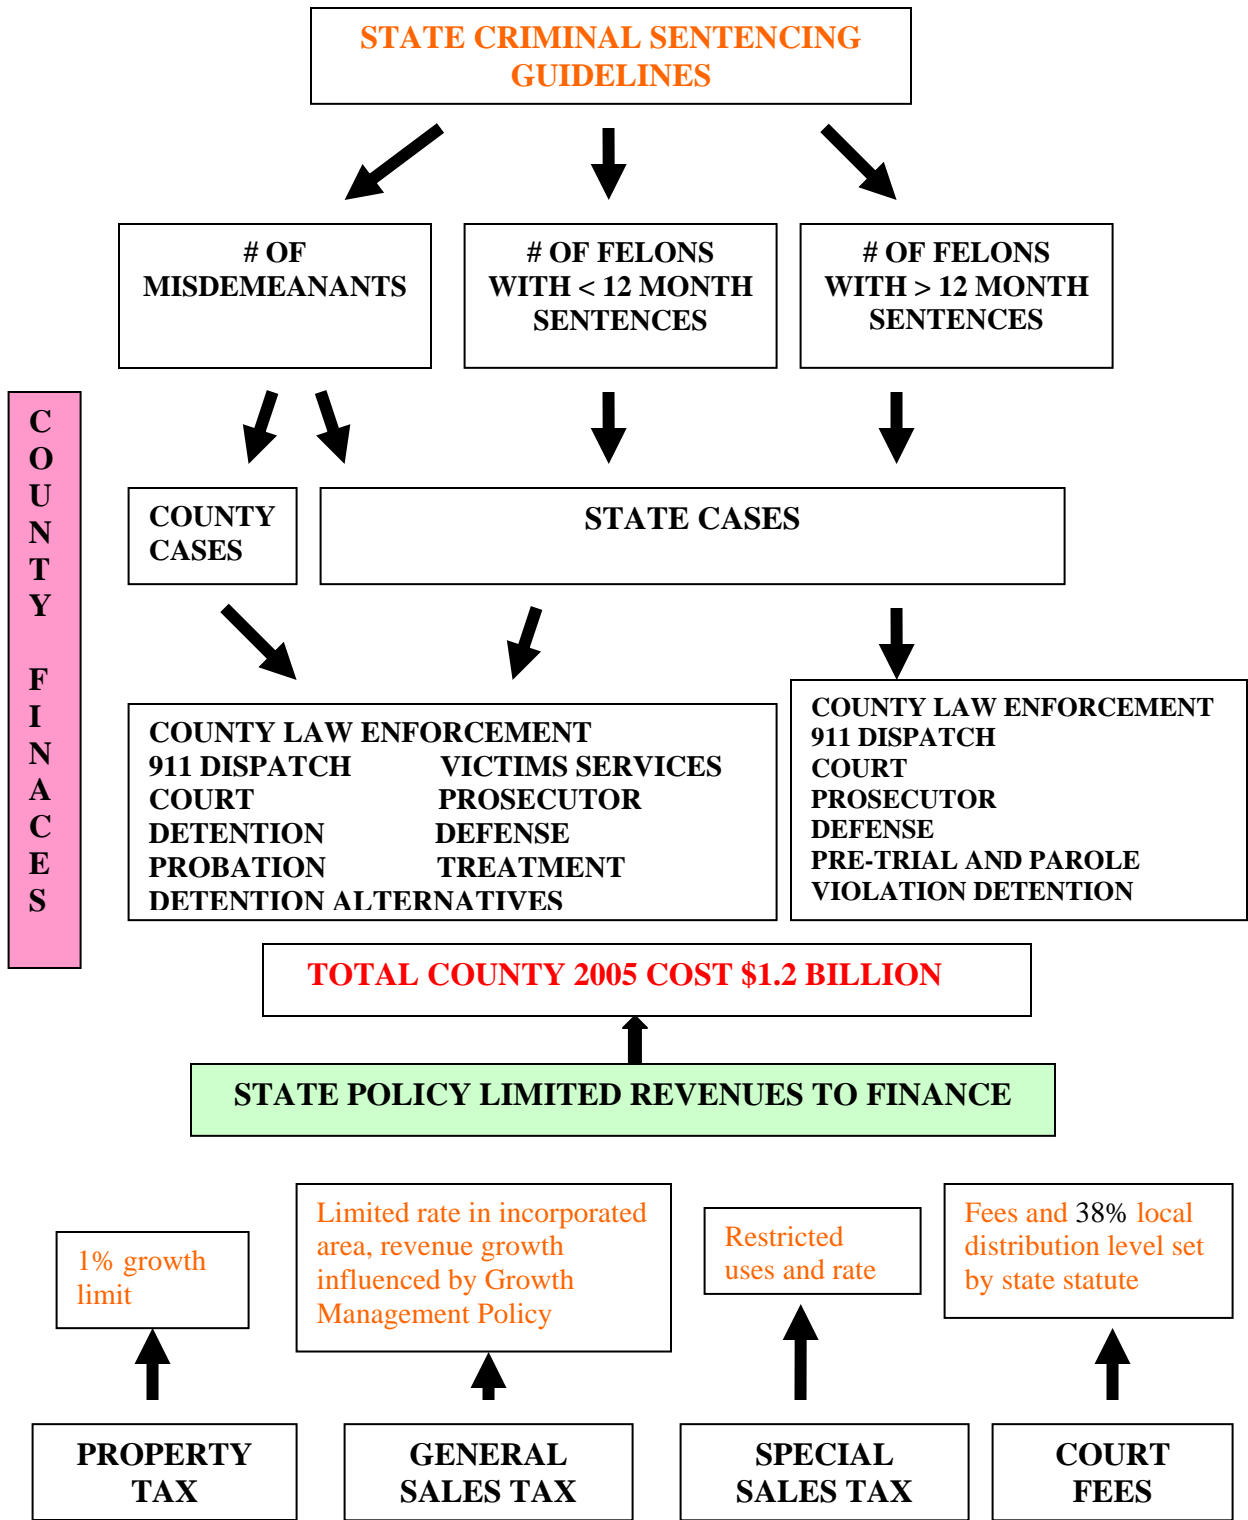 STATE CRIMINAL SENTENCING
GUIDELINES
# OF
MISDEMEANANTS
# OF FELONS
WITH < 12 MONTH
SENTENCES
# OF FELONS
WITH > 12 MONTH
SENTENCES
COUNTY FINACES
COUNTY
CASES
STATE CASES
COUNTY LAW ENFORCEMENT
911 DISPATCH VICTIMS SERVICES
COURT PROSECUTOR
DETENTION DEFENSE
PROBATION TREATMENT
DETENTION ALTERNATIVES
COUNTY LAW ENFORCEMENT
911 DISPATCH
COURT
PROSECUTOR
DEFENSE
PRE-TRIAL AND PAROLE
VIOLATION DETENTION
TOTAL COUNTY 2005 COST $1.2 BILLION
STATE POLICY LIMITED REVENUES TO FINANCE
1% growth
limit
Limited rate in incorporated
area, revenue growth
influenced by Growth
Management Policy
Restricted
uses and rate
Fees and 38% local
distribution level set
by state statute
PROPERTY
TAX
GENERAL
SALES TAX
SPECIAL
SALES TAX
COURT
FEES